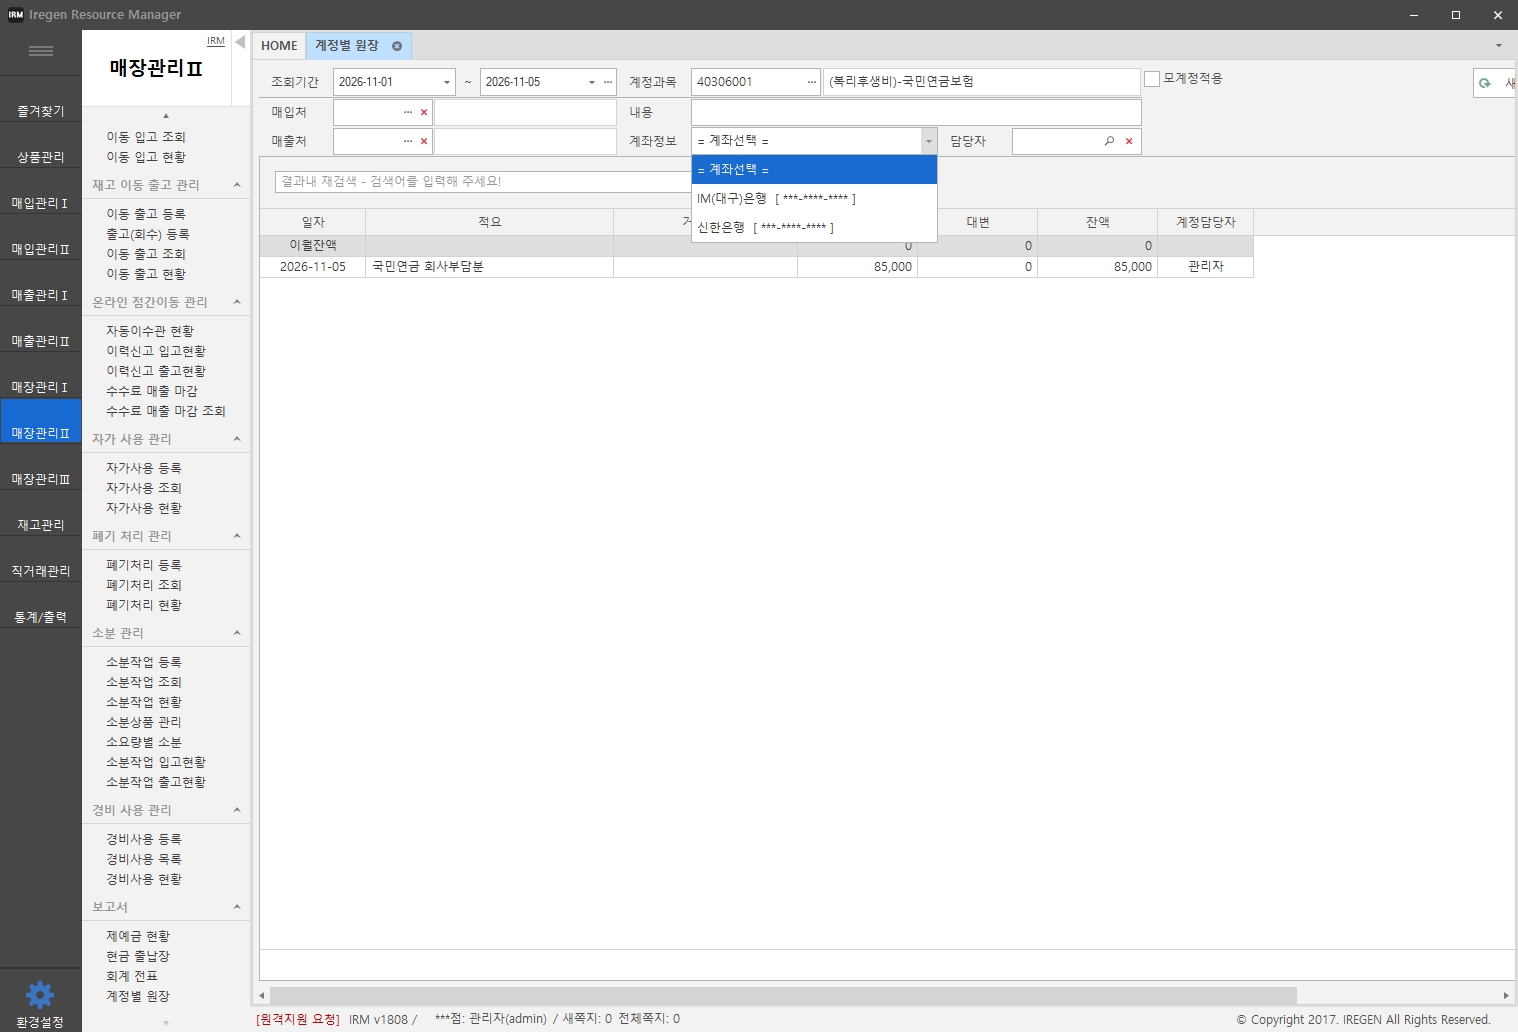 IRM Iregen Resource Manager
즐겨찾기
상품관리
매입관리Ⅰ
매입관리Ⅱ
매출관리Ⅰ
매출관리Ⅱ
매장관리Ⅰ
매장관리Ⅱ
매장관리Ⅲ
재고관리
직거래관리
통계/출력
환경설정
IRM
매장관리Ⅱ
이동 입고 조회
이동 입고 현황
재고 이동 출고 관리
이동 출고 등록
출고(회수) 등록
이동 출고 조회
이동 출고 현황
온라인 점간이동 관리
자동이수관 현황
이력신고 입고현황
이력신고 출고현황
수수료 매출 마감
수수료 매출 마감 조회
자가 사용 관리
자가사용 등록
자가사용 조회
자가사용 현황
폐기 처리 관리
폐기처리 등록
폐기처리 조회
폐기처리 현황
소분 관리
소분작업 등록
소분작업 조회
소분작업 현황
소분상품 관리
소요량별 소분
소분작업 입고현황
소분작업 출고현황
경비 사용 관리
경비사용 등록
경비사용 목록
경비사용 현황
보고서
제예금 현황
현금 출납장
회계 전표
계정별 원장
HOME 계정별 원장
조회기간 2026-11-01 ~ 2026-11-05 계정과목 40306001 (복리후생비)-국민연금보험 모계정적용 새
매입처 내용
매출처 계좌정보 = 계좌선택 = 담당자
= 계좌선택 =
IM(대구)은행 [ ***-****-**** ]
신한은행 [ ***-****-**** ]
결과내 재검색 - 검색어를 입력해 주세요!
일자 적요 대변 잔액 계정담당자
이월잔액 0 0 0
2026-11-05 국민연금 회사부담분 85,000 0 85,000 관리자
[원격지원 요청] IRM v1808 / ***점: 관리자(admin) / 새쪽지: 0 전체쪽지: 0
© Copyright 2017. IREGEN All Rights Reserved.